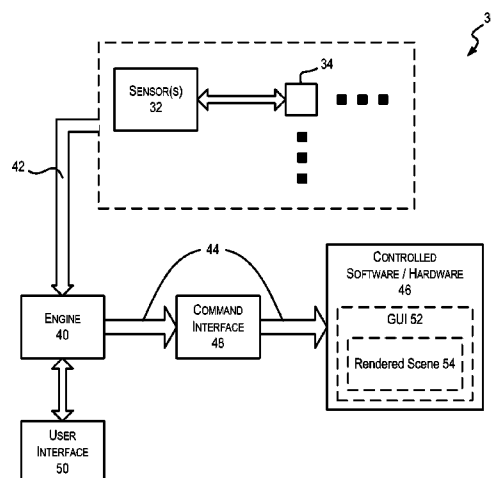 3
34
SENSOR(S)
32
42
44
CONTROLLED
SOFTWARE / HARDWARE
46
GUI 52
Rendered Scene 54
ENGINE
40
COMMAND
INTERFACE
48
USER
INTERFACE
50